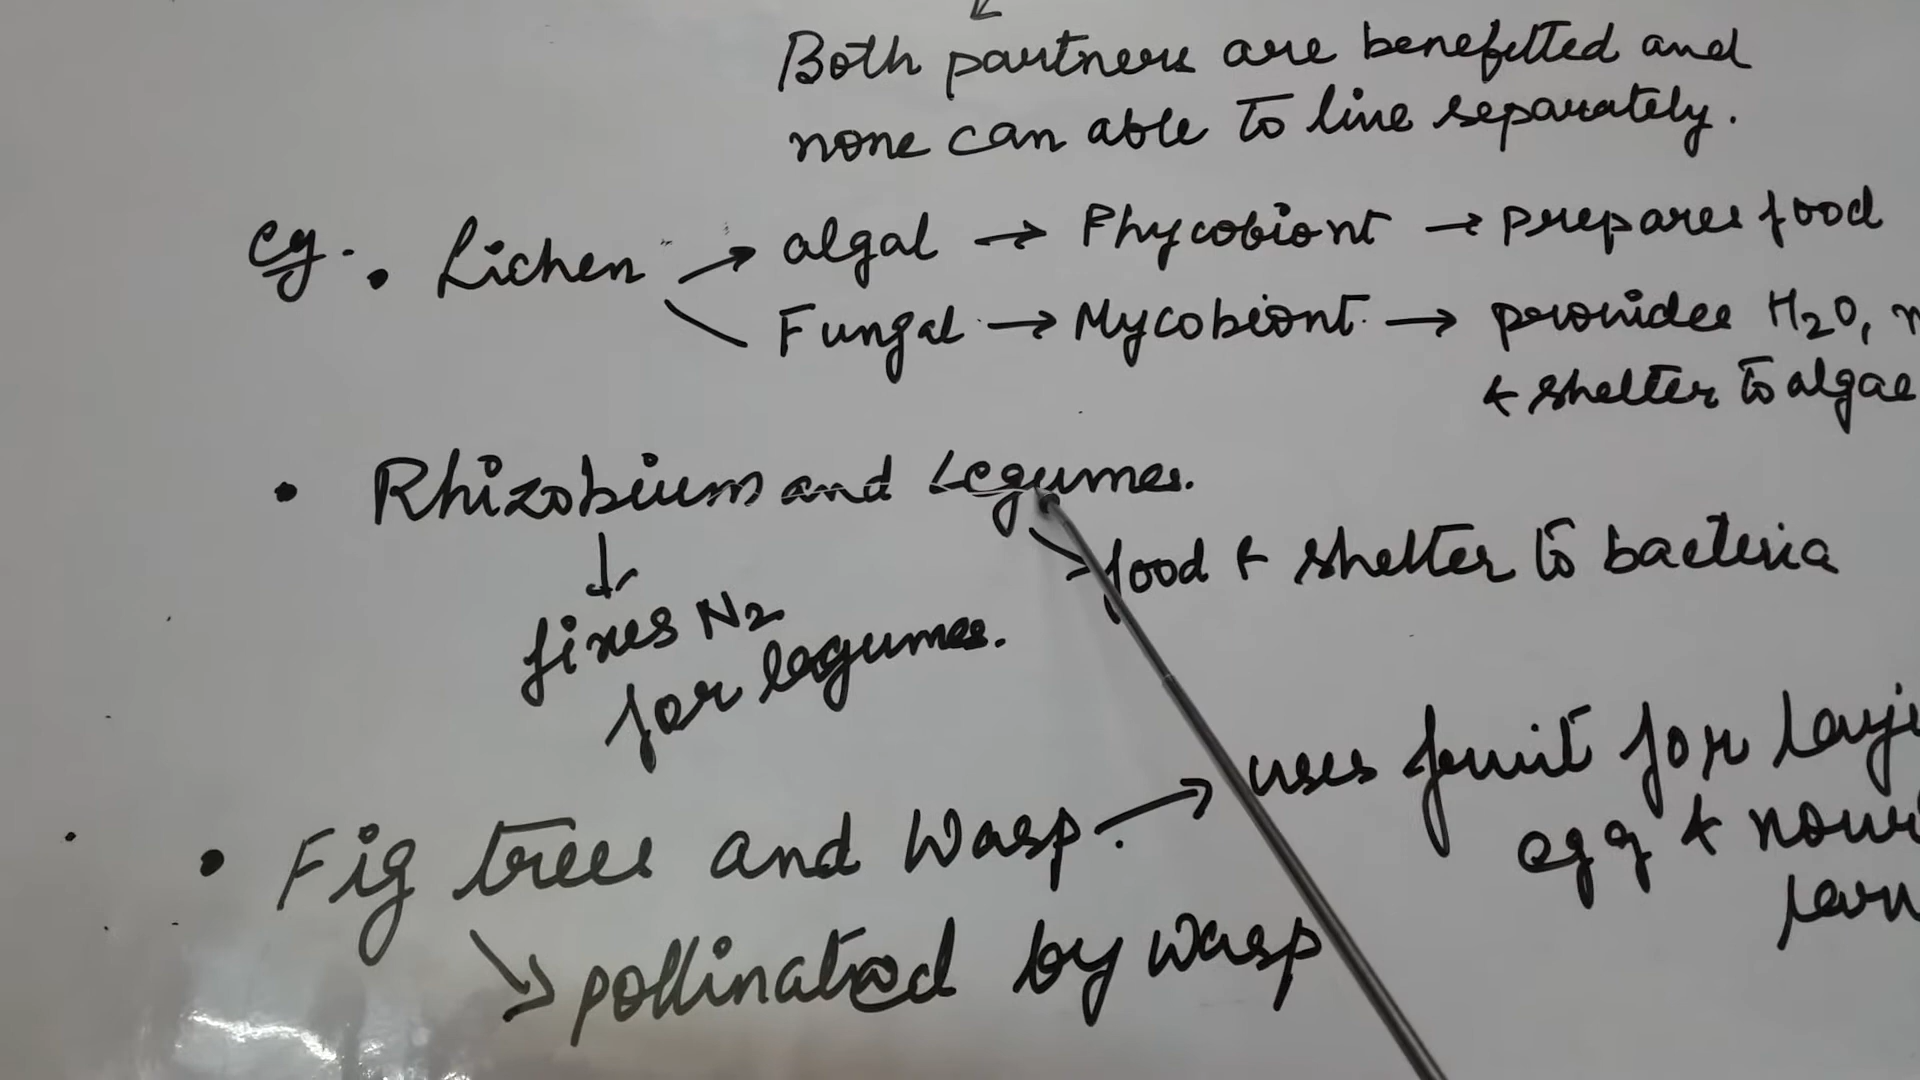 Both partners are benefitted and
none can able to live separately.
eg. • Lichen → algal → Phycobiont → prepares food
Fungal → Mycobiont → provides H₂O,
& shelter to algae
• Rhizobium and Legumes.
food & shelter to bacteria
fixes N₂
for legumes.
uses fruit for
• Fig trees and Wasp.
egg &
pollinated by wasp